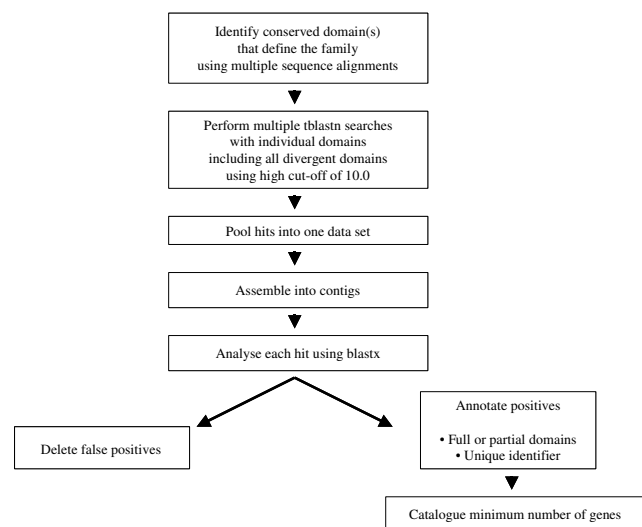 Identify conserved domain(s)
that define the family
using multiple sequence alignments
Perform multiple tblastn searches
with individual domains
including all divergent domains
using high cut-off of 10.0
Pool hits into one data set
Assemble into contigs
Analyse each hit using blastx
Delete false positives
Annotate positives
• Full or partial domains
• Unique identifier
Catalogue minimum number of genes